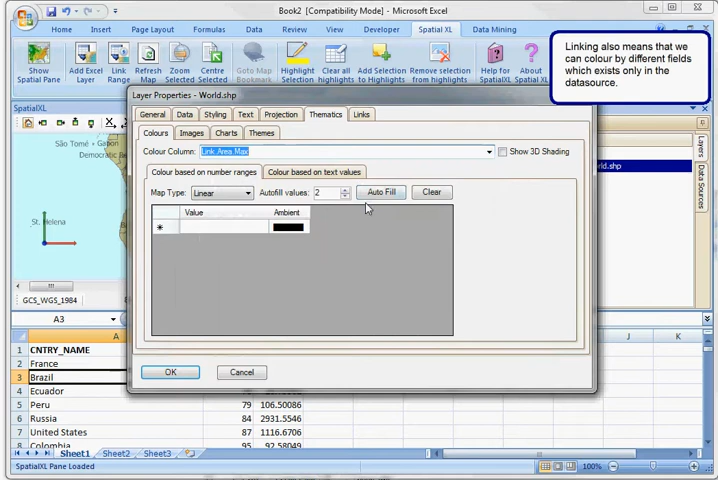 Book2 [Compatibility Mode] - Microsoft Excel
Home Insert Page Layout Formulas Data Review View Developer Spatial XL Data Mining
Show Spatial Pane
Add Excel Layer
Link Range
Refresh Map
Zoom Selected
Centre Selected
Goto Map Bookmark
Highlight Selection
Clear all highlights
Add Selection to Highlights
Remove selection from highlights
Help for SpatialXL
About Spatial XL
Linking also means that we
can colour by different fields
which exists only in the
datasource.
SpatialXL
Layer Properties - World.shp
General Data Styling Text Projection Thematics Links
Colours Images Charts Themes
Colour Column: Link Area Max
Show 3D Shading
Colour based on number ranges Colour based on text values
Map Type: Linear Autofill values: 2 Auto Fill Clear
Value Ambient
OK Cancel
São Tomé
Democratic
St. Helena
GCS_WGS_1984
Layers
Data Sources
A3
A J K
1 CNTRY_NAME
2 France
3 Brazil
4 Ecuador
5 Peru 79 106.50086
6 Russia 84 2931.5546
7 United States 87 1116.6706
8 Colombia 95 92.58049
Sheet1 Sheet2 Sheet3
SpatialXL Pane Loaded
100%